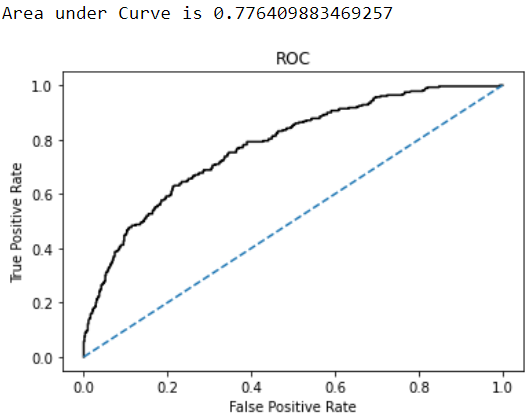 Area under Curve is 0.776409883469257
ROC
1.0
0.8
0.6
0.4
0.2
0.0
True Positive Rate
0.0 0.2 0.4 0.6 0.8 1.0
False Positive Rate